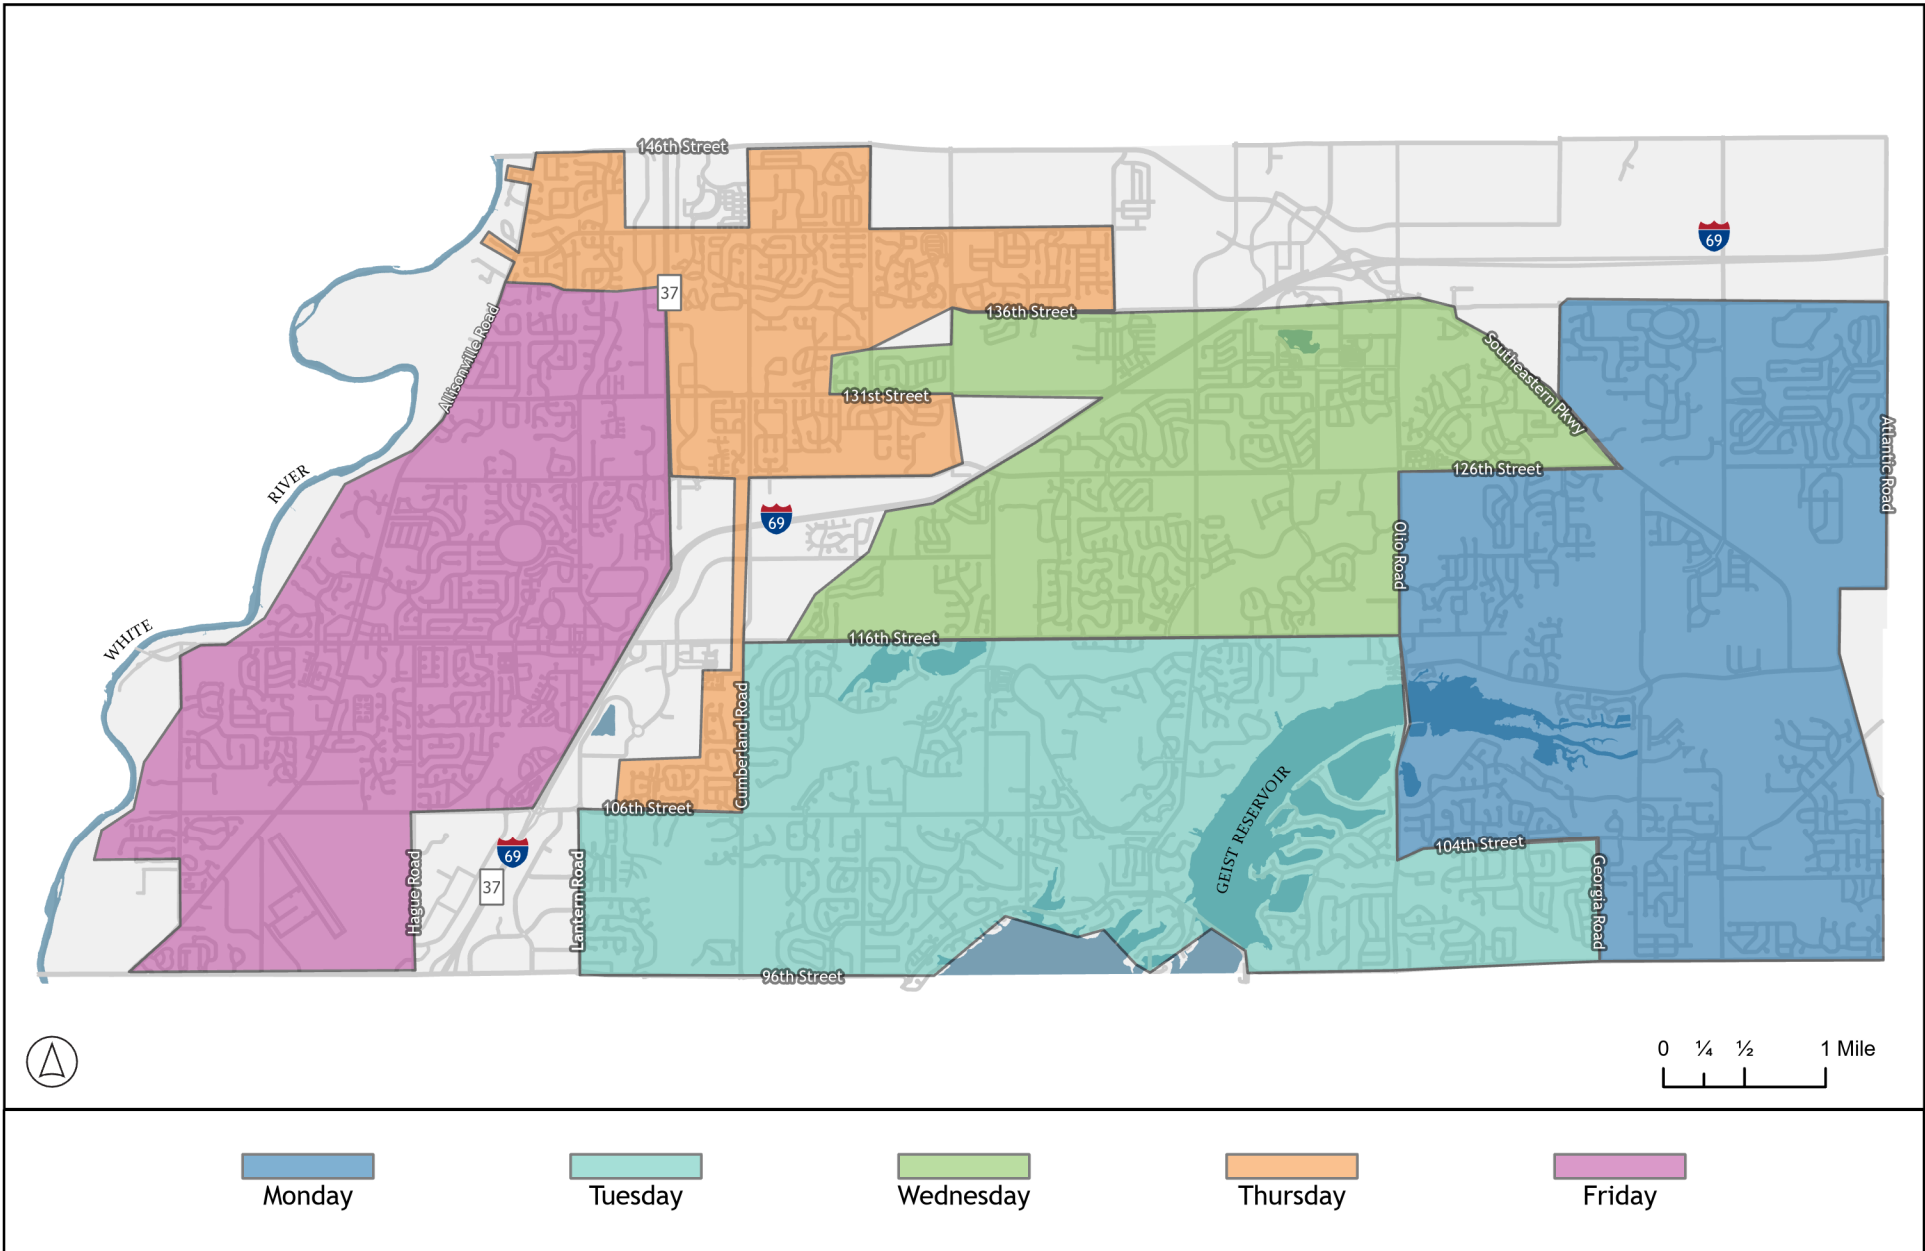 146th Street
69
37
136th Street
Allisonville Road
Southeastern Pkwy
131st Street
Atlantic Road
126th Street
RIVER
69
Olio Road
WHITE
116th Street
Cumberland Road
GEIST RESERVOIR
106th Street
69
104th Street
37
Hague Road
Lantern Road
Georgia Road
96th Street
0 ¼ ½ 1 Mile
Monday
Tuesday
Wednesday
Thursday
Friday